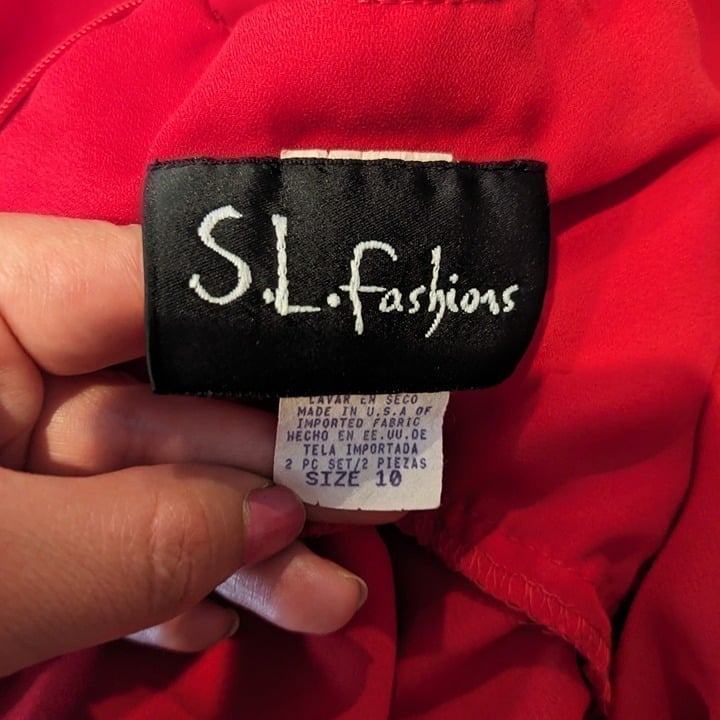 S.L. fashions
LAVAR EN SECO
MADE IN U.S.A OF
IMPORTED FABRIC
HECHO EN EE.UU.DE
TELA IMPORTADA
2 PC SET/2 PIEZAS
SIZE 10